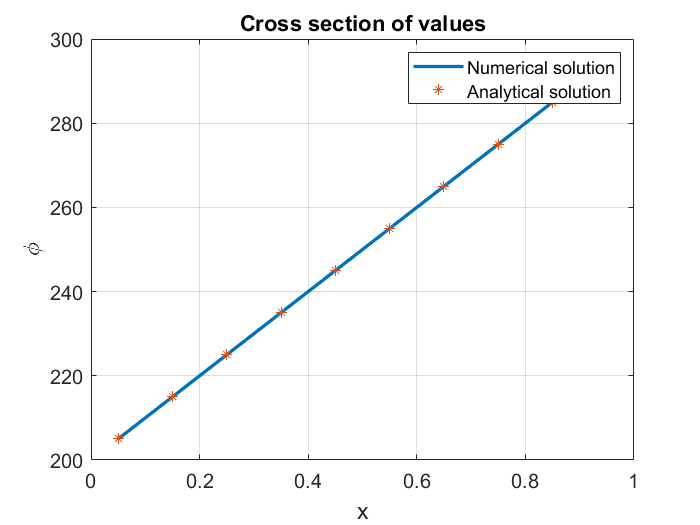 Cross section of values
300
280
260
240
220
200
ϕ
Numerical solution
Analytical solution
0 0.2 0.4 0.6 0.8 1
x